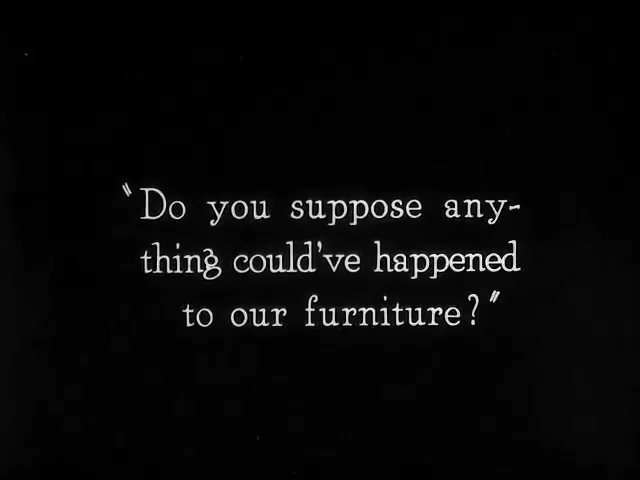 "Do you suppose any-
thing could've happened
to our furniture?"